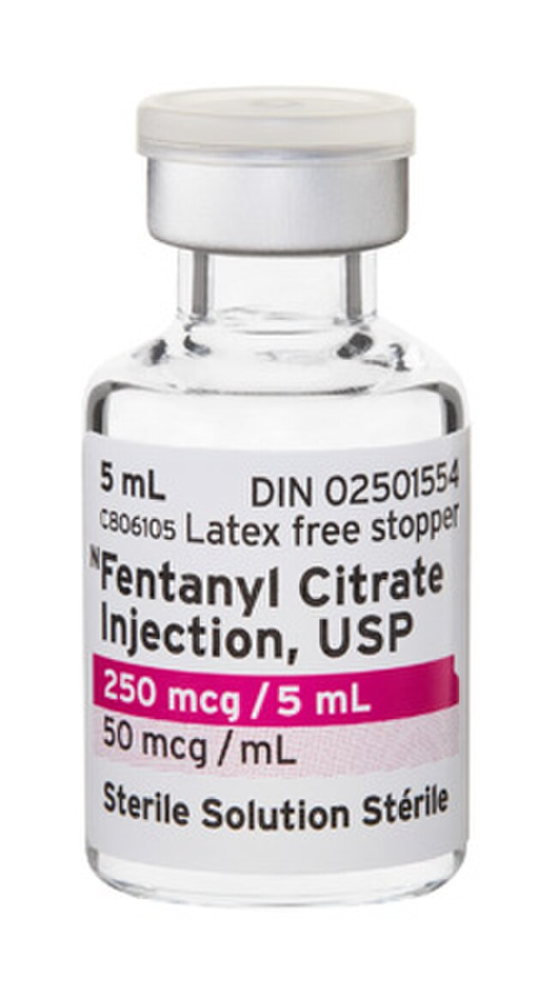 5 mL DIN 02501554
C806105 Latex free stopper
N Fentanyl Citrate
Injection, USP
250 mcg / 5 mL
50 mcg / mL
Sterile Solution Stérile